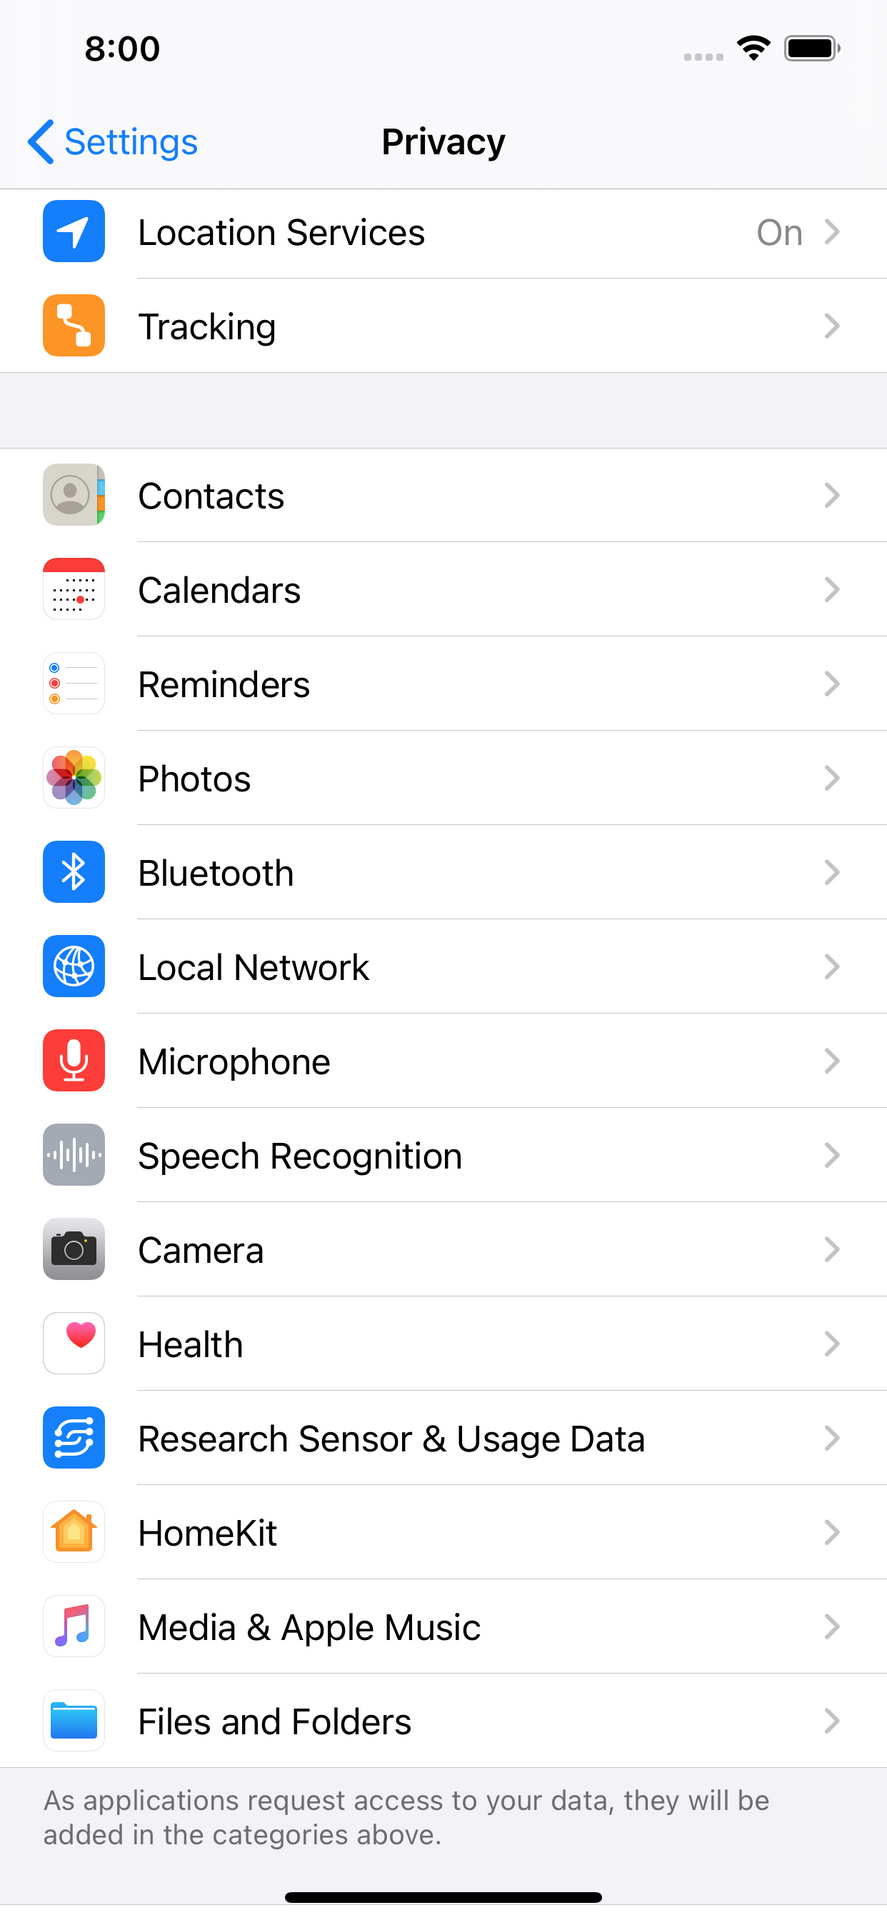 8:00
Settings
Privacy
Location Services
On
Tracking
Contacts
Calendars
Reminders
Photos
Bluetooth
Local Network
Microphone
Speech Recognition
Camera
Health
Research Sensor & Usage Data
HomeKit
Media & Apple Music
Files and Folders
As applications request access to your data, they will be
added in the categories above.